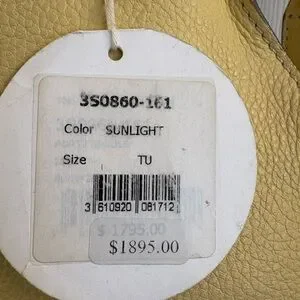 3S0860-161
Color SUNLIGHT
Size TU
3 610920 081712
$ 1795.00
$1895.00